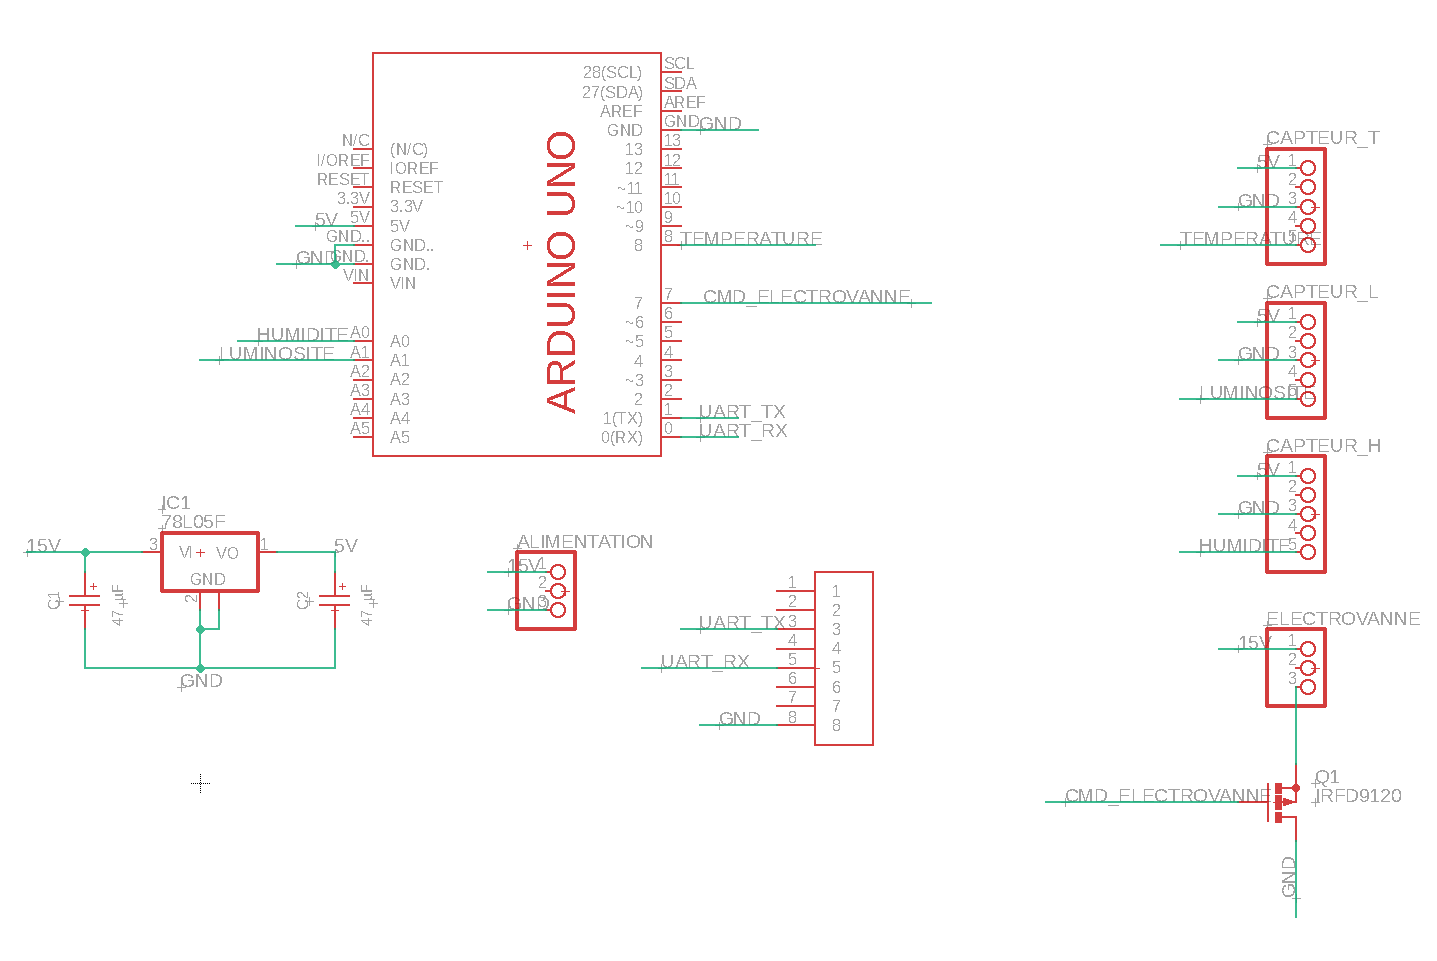 SCL
28(SCL)
SDA
27(SDA)
AREF
AREF
GND
GND
GND
N/C
(N/C)
13
13
I/OREF
IOREF
12
12
RESET
RESET
~11
11
3.3V
3.3V
~10
10
5V
5V
5V
~9
9
GND..
GND..
8
8
TEMPERATURE
GND
GND.
GND.
VIN
VIN
ARDUINO UNO
7
7
CMD_ELECTROVANNE
~6
6
HUMIDITE
A0
A0
~5
5
LUMINOSITE
A1
A1
4
4
A2
A2
~3
3
A3
A3
2
2
A4
A4
1(TX)
1
UART_TX
A5
A5
0(RX)
0
UART_RX
CAPTEUR_T
5V
1
2
GND
3
4
TEMPERATURE
5
CAPTEUR_L
5V
1
2
GND
3
4
LUMINOSITE
5
CAPTEUR_H
5V
1
2
GND
3
4
HUMIDITE
5
IC1
78L05F
15V
3
VI
VO
1
5V
GND
2
C1
47 µF
C2
47 µF
GND
ALIMENTATION
15V
1
2
GND
3
1
1
2
2
UART_TX
3
3
4
4
UART_RX
5
5
6
6
7
7
GND
8
8
ELECTROVANNE
15V
1
2
3
Q1
CMD_ELECTROVANNE
IRFD9120
GND